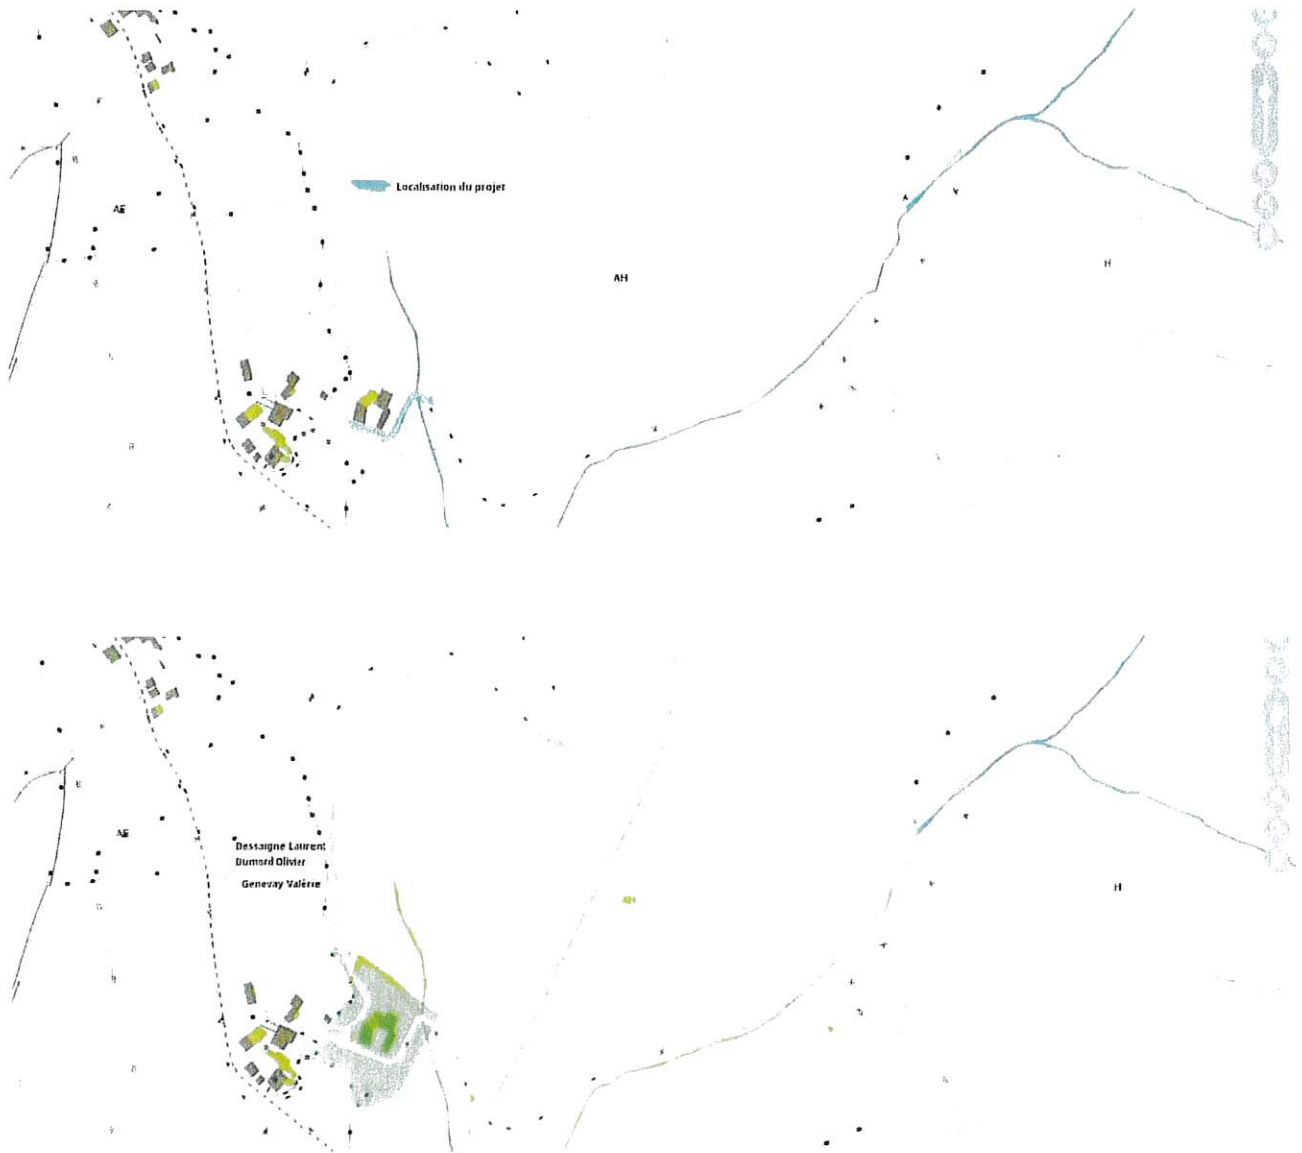 Localisation du projet
AE
AH
H
AE
Dessaigne Laurent
Dumord Olivier
Genevay Valérie
H